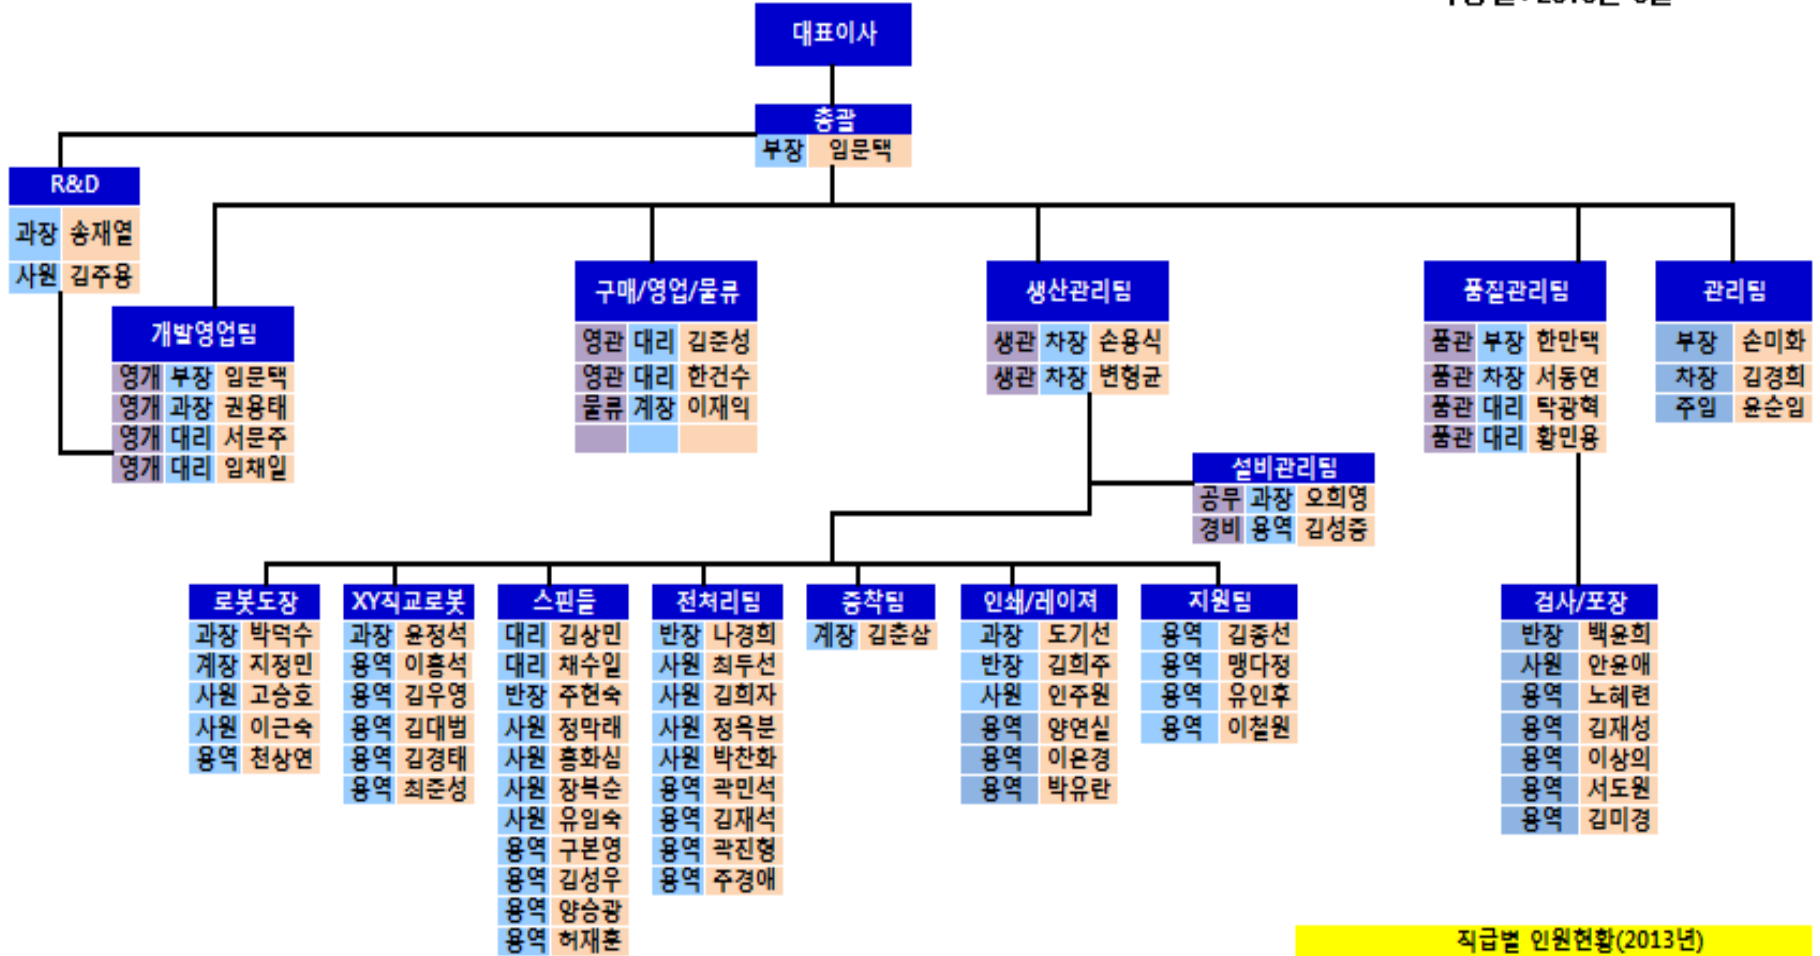 대표이사
총괄
부장 임문택
R&D
과장 송재열
사원 김주용
개발영업팀
영개 부장 임문택
영개 과장 권용태
영개 대리 서문주
영개 대리 임채일
구매/영업/물류
영관 대리 김준성
영관 대리 한건수
물류 계장 이재익
생산관리팀
생관 차장 손용식
생관 차장 변형균
품질관리팀
품관 부장 한만택
품관 차장 서동연
품관 대리 탁광혁
품관 대리 황민용
관리팀
부장 손미화
차장 김경희
주임 윤순임
설비관리팀
공무 과장 오희영
경비 용역 김성중
로봇도장
과장 박덕수
계장 지정민
사원 고승호
사원 이근숙
용역 천상연
XY직교로봇
과장 윤정석
용역 이흥석
용역 김우영
용역 김대범
용역 김경태
용역 최준성
스핀들
대리 김상민
대리 채수일
반장 주현숙
사원 정막래
사원 홍화심
사원 장복순
사원 유임숙
용역 구본영
용역 김성우
용역 양승광
용역 허재훈
전처리팀
반장 나경희
사원 최두선
사원 김희자
사원 정옥분
사원 박찬화
용역 곽민석
용역 김재석
용역 곽진형
용역 주경애
증착팀
계장 김춘삼
인쇄/레이져
과장 도기선
반장 김희주
사원 인주원
용역 양연실
용역 이은경
용역 박유란
지원팀
용역 김종선
용역 맹다정
용역 유인후
용역 이철원
검사/포장
반장 백윤희
사원 안윤애
용역 노혜련
용역 김재성
용역 이상의
용역 서도원
용역 김미경
직급별 인원현황(2013년)